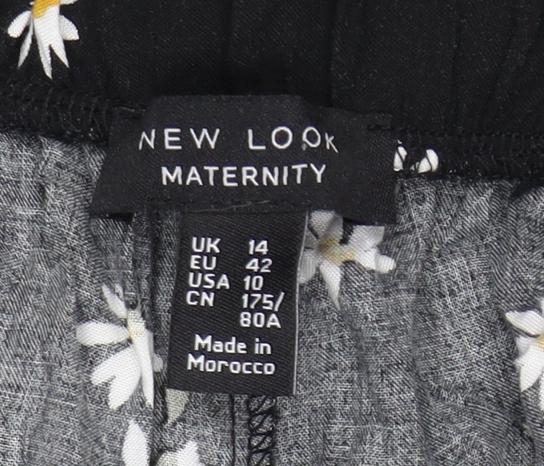 NEW LOOK
MATERNITY
UK 14
EU 42
USA 10
CN 175/
80A
Made in
Morocco